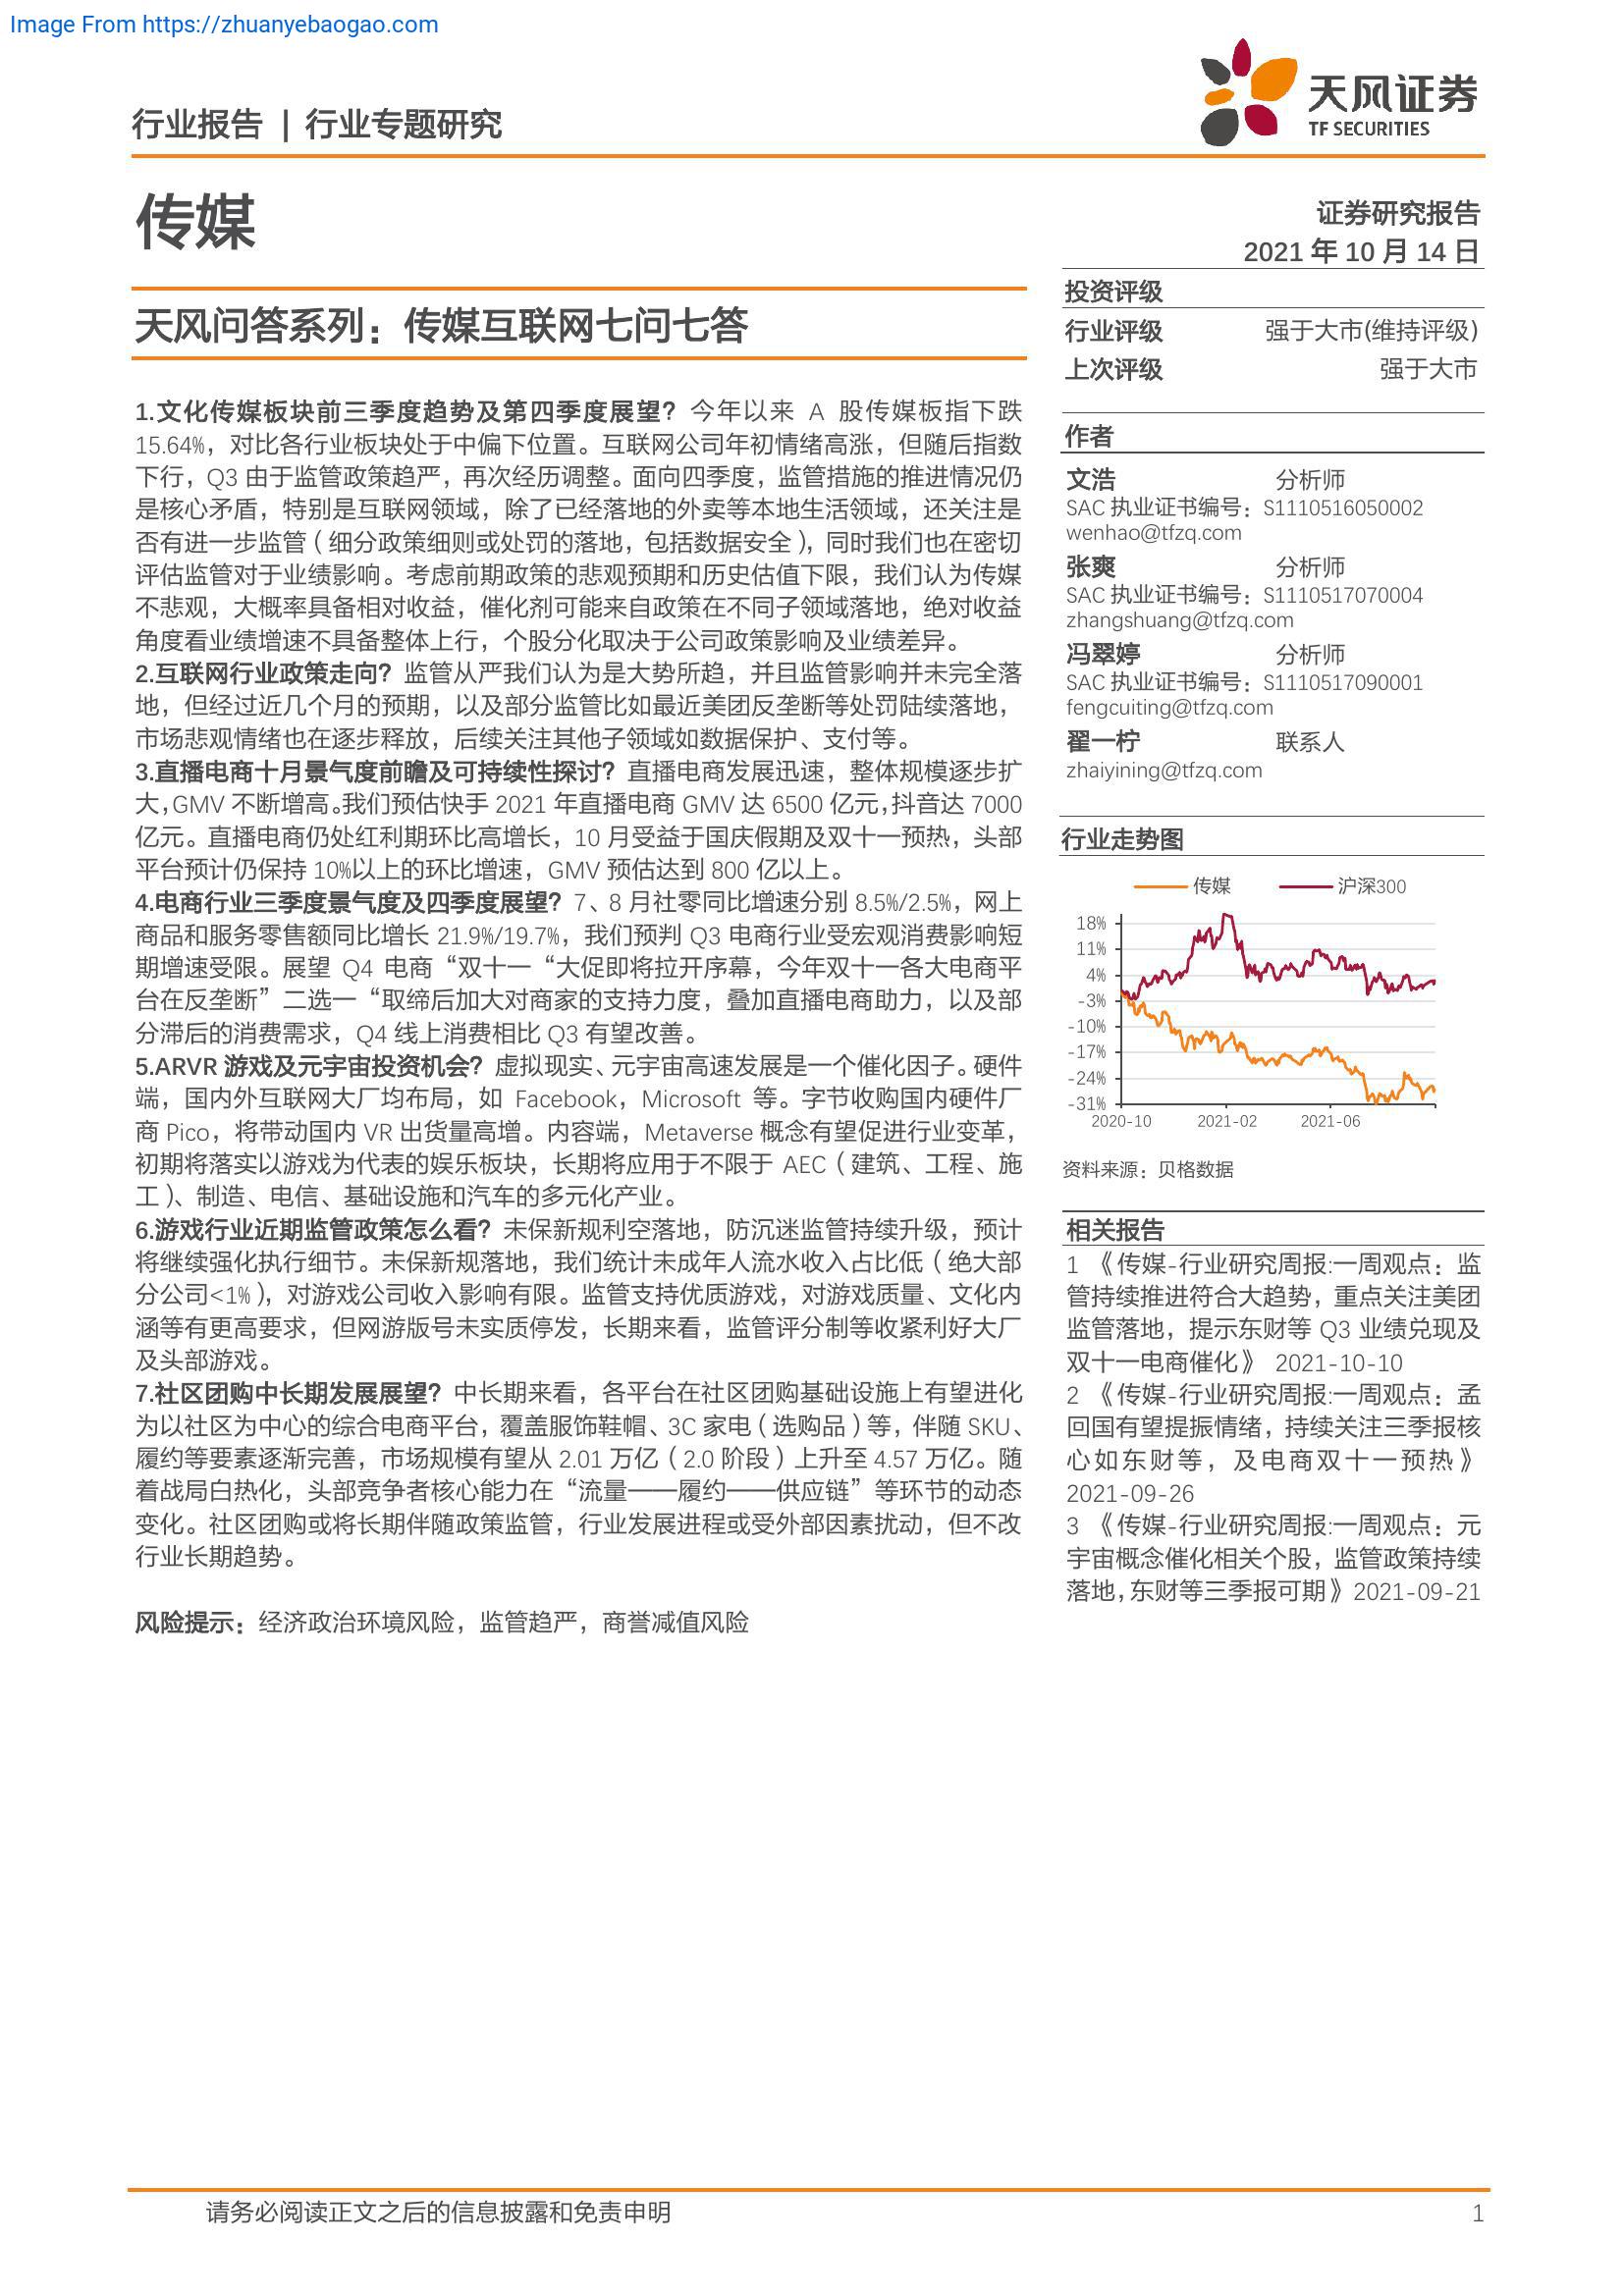 Image From https://zhuanyebaogao.com
行业报告 | 行业专题研究
天风证券
TF SECURITIES
传媒
证券研究报告
2021 年 10 月 14 日
天风问答系列：传媒互联网七问七答
1.文化传媒板块前三季度趋势及第四季度展望？今年以来 A 股传媒板指下跌
15.64%，对比各行业板块处于中偏下位置。互联网公司年初情绪高涨，但随后指数
下行，Q3 由于监管政策趋严，再次经历调整。面向四季度，监管措施的推进情况仍
是核心矛盾，特别是互联网领域，除了已经落地的外卖等本地生活领域，还关注是
否有进一步监管（细分政策细则或处罚的落地，包括数据安全），同时我们也在密切
评估监管对于业绩影响。考虑前期政策的悲观预期和历史估值下限，我们认为传媒
不悲观，大概率具备相对收益，催化剂可能来自政策在不同子领域落地，绝对收益
角度看业绩增速不具备整体上行，个股分化取决于公司政策影响及业绩差异。
2.互联网行业政策走向？监管从严我们认为是大势所趋，并且监管影响并未完全落
地，但经过近几个月的预期，以及部分监管比如最近美团反垄断等处罚陆续落地，
市场悲观情绪也在逐步释放，后续关注其他子领域如数据保护、支付等。
3.直播电商十月景气度前瞻及可持续性探讨？直播电商发展迅速，整体规模逐步扩
大，GMV 不断增高。我们预估快手 2021 年直播电商 GMV 达 6500 亿元，抖音达 7000
亿元。直播电商仍处红利期环比高增长，10 月受益于国庆假期及双十一预热，头部
平台预计仍保持 10%以上的环比增速，GMV 预估达到 800 亿以上。
4.电商行业三季度景气度及四季度展望？7、8 月社零同比增速分别 8.5%/2.5%，网上
商品和服务零售额同比增长 21.9%/19.7%，我们预判 Q3 电商行业受宏观消费影响短
期增速受限。展望 Q4 电商“双十一“大促即将拉开序幕，今年双十一各大电商平
台在反垄断”二选一“取缔后加大对商家的支持力度，叠加直播电商助力，以及部
分滞后的消费需求，Q4 线上消费相比 Q3 有望改善。
5.ARVR 游戏及元宇宙投资机会？虚拟现实、元宇宙高速发展是一个催化因子。硬件
端，国内外互联网大厂均布局，如 Facebook，Microsoft 等。字节收购国内硬件厂
商 Pico，将带动国内 VR 出货量高增。内容端，Metaverse 概念有望促进行业变革，
初期将落实以游戏为代表的娱乐板块，长期将应用于不限于 AEC（建筑、工程、施
工）、制造、电信、基础设施和汽车的多元化产业。
6.游戏行业近期监管政策怎么看？未保新规利空落地，防沉迷监管持续升级，预计
将继续强化执行细节。未保新规落地，我们统计未成年人流水收入占比低（绝大部
分公司<1%），对游戏公司收入影响有限。监管支持优质游戏，对游戏质量、文化内
涵等有更高要求，但网游版号未实质停发，长期来看，监管评分制等收紧利好大厂
及头部游戏。
7.社区团购中长期发展展望？中长期来看，各平台在社区团购基础设施上有望进化
为以社区为中心的综合电商平台，覆盖服饰鞋帽、3C 家电（选购品）等，伴随 SKU、
履约等要素逐渐完善，市场规模有望从 2.01 万亿（2.0 阶段）上升至 4.57 万亿。随
着战局白热化，头部竞争者核心能力在“流量——履约——供应链”等环节的动态
变化。社区团购或将长期伴随政策监管，行业发展进程或受外部因素扰动，但不改
行业长期趋势。
风险提示：经济政治环境风险，监管趋严，商誉减值风险
投资评级
行业评级 强于大市(维持评级)
上次评级 强于大市
作者
文浩 分析师
SAC 执业证书编号：S1110516050002
wenhao@tfzq.com
张爽 分析师
SAC 执业证书编号：S1110517070004
zhangshuang@tfzq.com
冯翠婷 分析师
SAC 执业证书编号：S1110517090001
fengcuiting@tfzq.com
翟一柠 联系人
zhaiyining@tfzq.com
行业走势图
传媒 沪深300
18%
11%
4%
-3%
-10%
-17%
-24%
-31%
2020-10 2021-02 2021-06
资料来源：贝格数据
相关报告
1 《传媒-行业研究周报:一周观点：监
管持续推进符合大趋势，重点关注美团
监管落地，提示东财等 Q3 业绩兑现及
双十一电商催化》 2021-10-10
2 《传媒-行业研究周报:一周观点：孟
回国有望提振情绪，持续关注三季报核
心如东财等，及电商双十一预热》
2021-09-26
3 《传媒-行业研究周报:一周观点：元
宇宙概念催化相关个股，监管政策持续
落地，东财等三季报可期》2021-09-21
请务必阅读正文之后的信息披露和免责申明
1